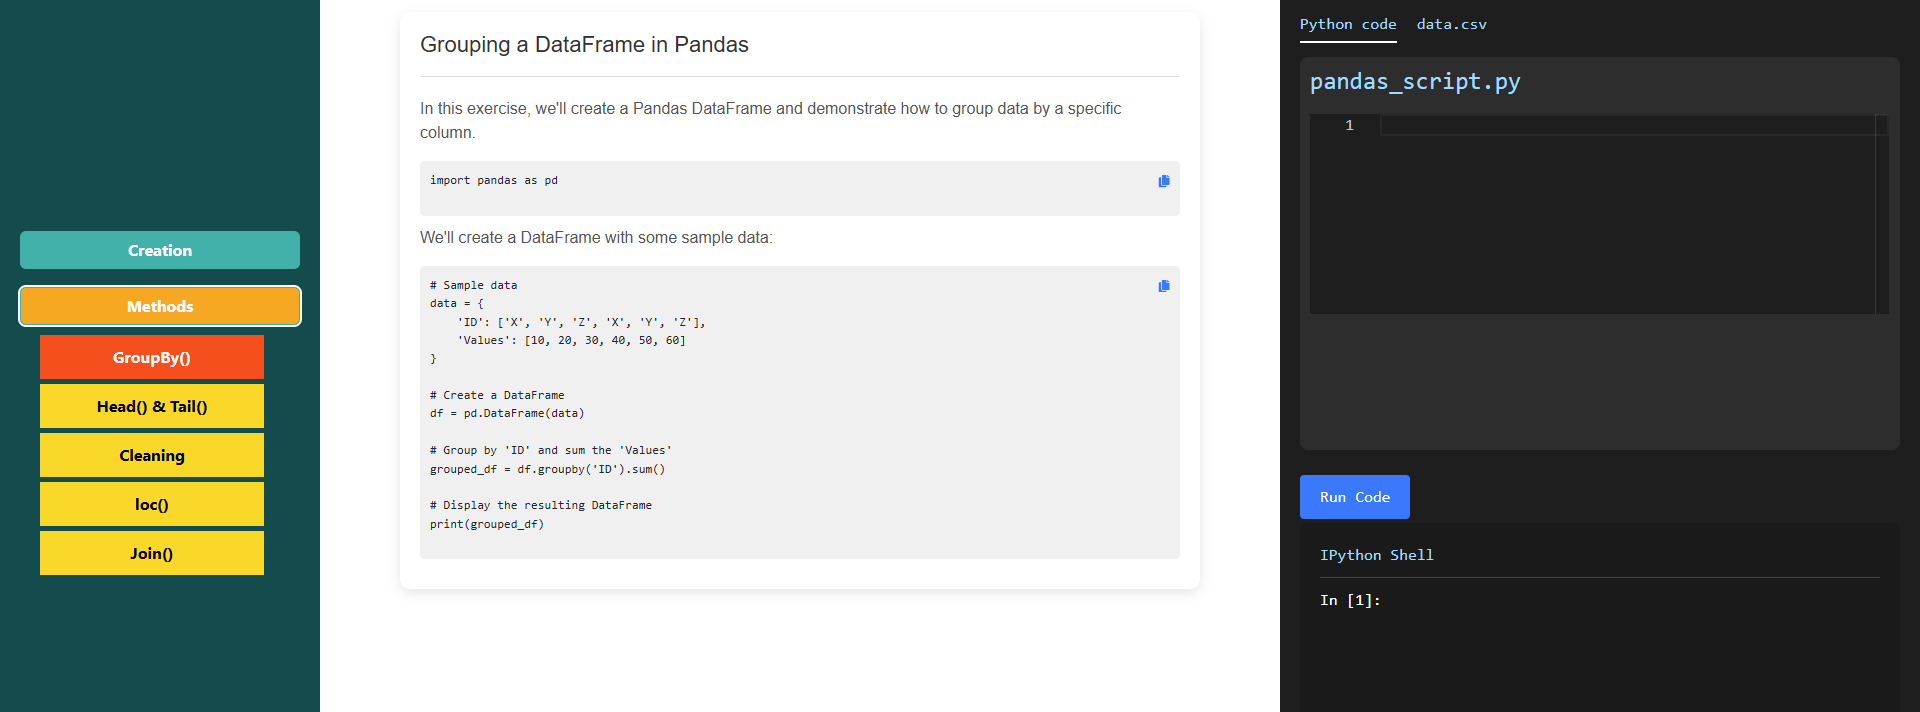 Creation
Methods
GroupBy()
Head() & Tail()
Cleaning
loc()
Join()
Grouping a DataFrame in Pandas
In this exercise, we'll create a Pandas DataFrame and demonstrate how to group data by a specific
column.
import pandas as pd
We'll create a DataFrame with some sample data:
# Sample data
data = {
    'ID': ['X', 'Y', 'Z', 'X', 'Y', 'Z'],
    'Values': [10, 20, 30, 40, 50, 60]
}
# Create a DataFrame
df = pd.DataFrame(data)
# Group by 'ID' and sum the 'Values'
grouped_df = df.groupby('ID').sum()
# Display the resulting DataFrame
print(grouped_df)
Python code data.csv
pandas_script.py
1
Run Code
IPython Shell
In [1]: